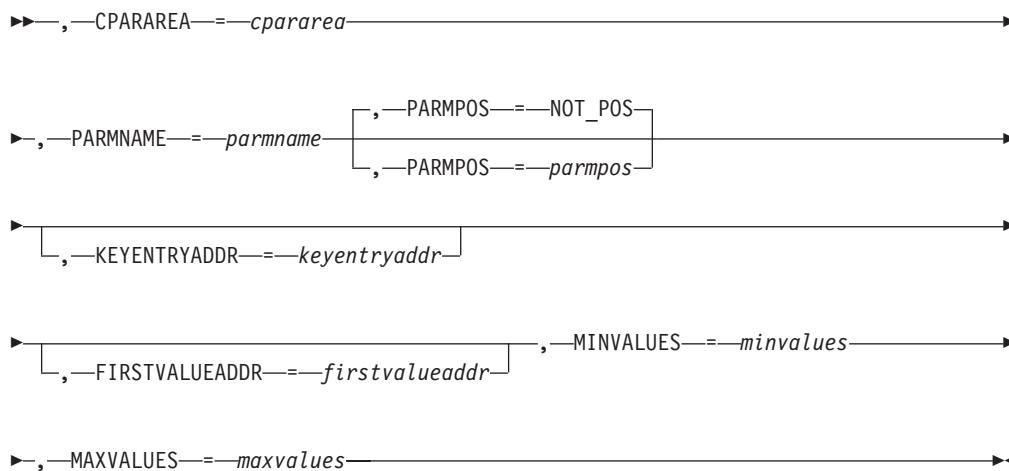 , CPARAREA = cpararea
, PARMPOS = NOT_POS
, PARMNAME = parmname
, PARMPOS = parmpos
, KEYENTRYADDR = keyentryaddr
, MINVALUES = minvalues
, FIRSTVALUEADDR = firstvalueaddr
, MAXVALUES = maxvalues